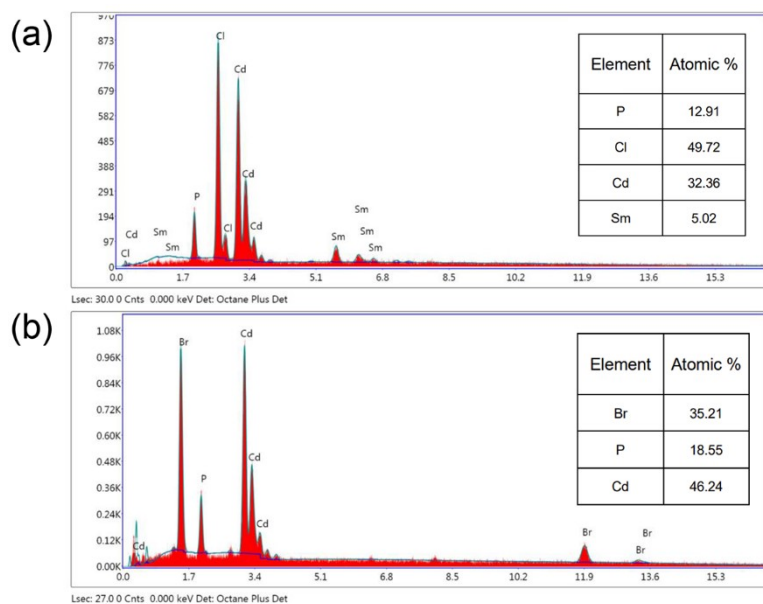 (a)
970
873
776
679
582
485
388
291
194
97
0
Cl
Cd
Cd
P
Cl
Cd
Cd
Cl
Sm
Sm
Sm
Sm
Sm
Sm
0.0 1.7 3.4 5.1 6.8 8.5 10.2 11.9 13.6 15.3
Lsec: 30.0 0 Cnts 0.000 keV Det: Octane Plus Det
Element Atomic %
P 12.91
Cl 49.72
Cd 32.36
Sm 5.02
(b)
1.08K
0.96K
0.84K
0.72K
0.60K
0.48K
0.36K
0.24K
0.12K
0.00K
Cd
Br
P
Cd
Cd
Cd
Br
Br
Br
0.0 1.7 3.4 5.1 6.8 8.5 10.2 11.9 13.6 15.3
Lsec: 27.0 0 Cnts 0.000 keV Det: Octane Plus Det
Element Atomic %
Br 35.21
P 18.55
Cd 46.24